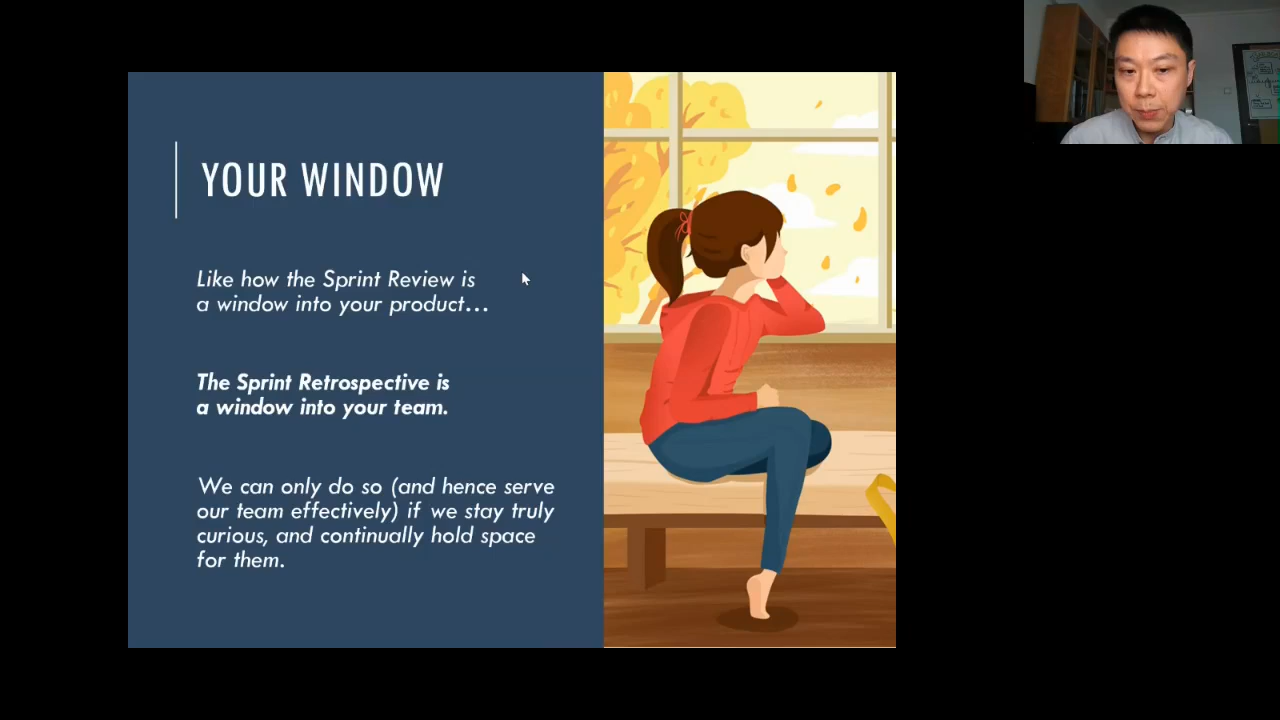 YOUR WINDOW
Like how the Sprint Review is
a window into your product...
The Sprint Retrospective is
a window into your team.
We can only do so (and hence serve
our team effectively) if we stay truly
curious, and continually hold space
for them.